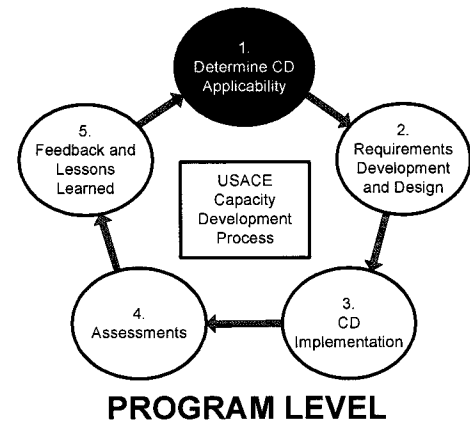 1.
Determine CD
Applicability
2.
Requirements
Development
and Design
3.
CD
Implementation
4.
Assessments
5.
Feedback and
Lessons
Learned
USACE
Capacity
Development
Process
PROGRAM LEVEL